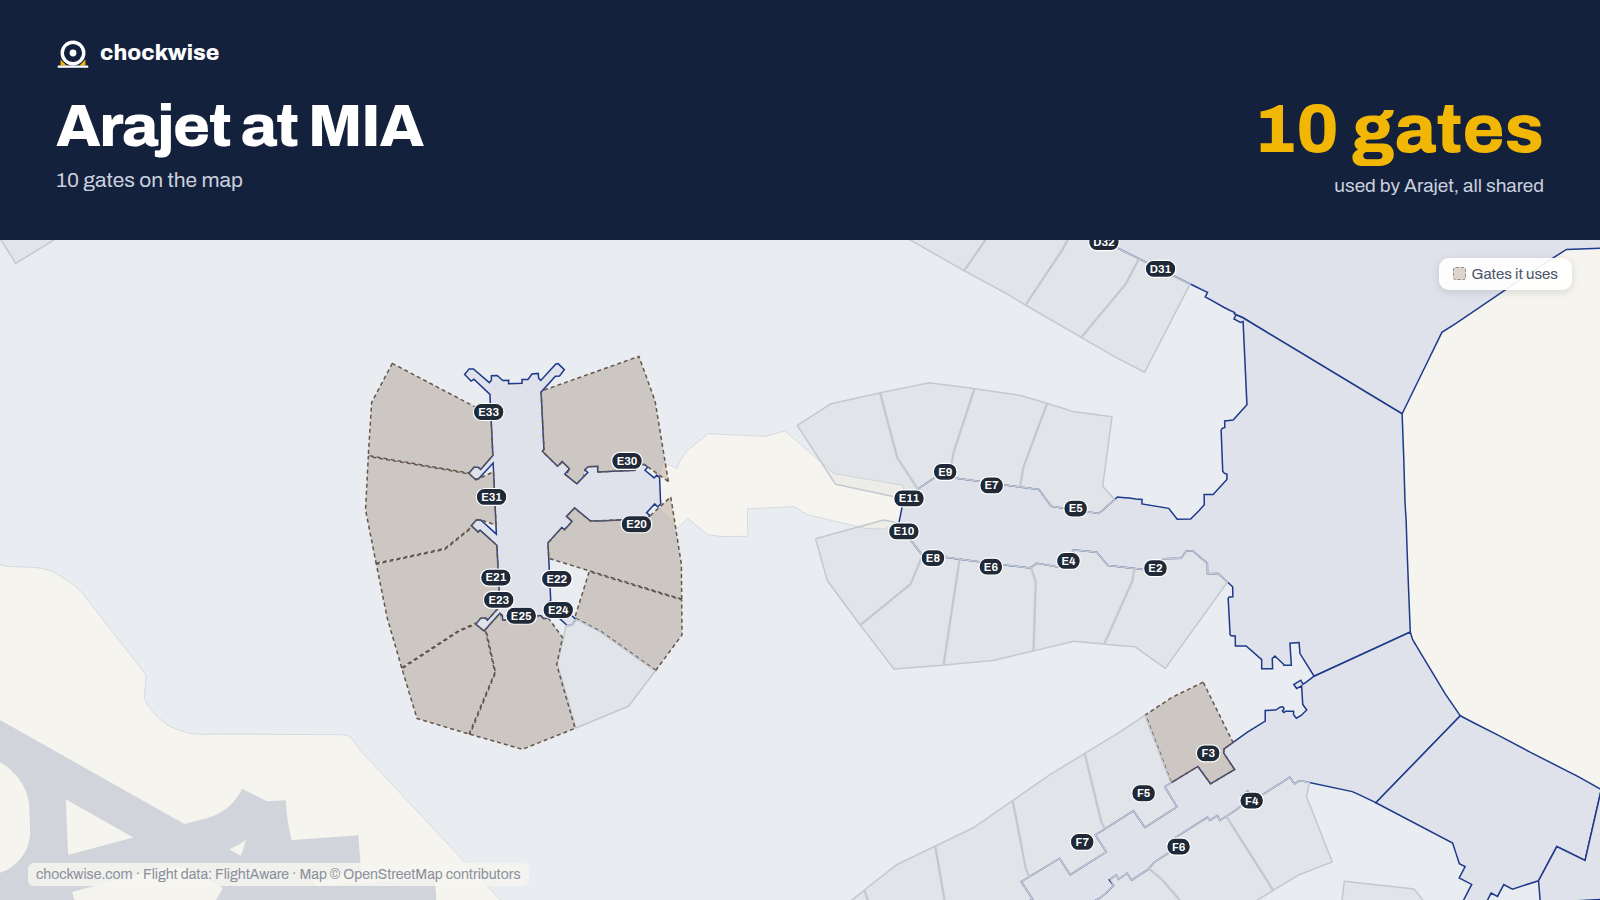 chockwise
Arajet at MIA
10 gates on the map
10 gates
used by Arajet, all shared
D32
D31
Gates it uses
E33
E30
E31
E20
E21
E22
E23
E24
E25
E9
E7
E11
E5
E10
E8
E6
E4
E2
F3
F5
F4
F7
F6
chockwise.com · Flight data: FlightAware · Map © OpenStreetMap contributors